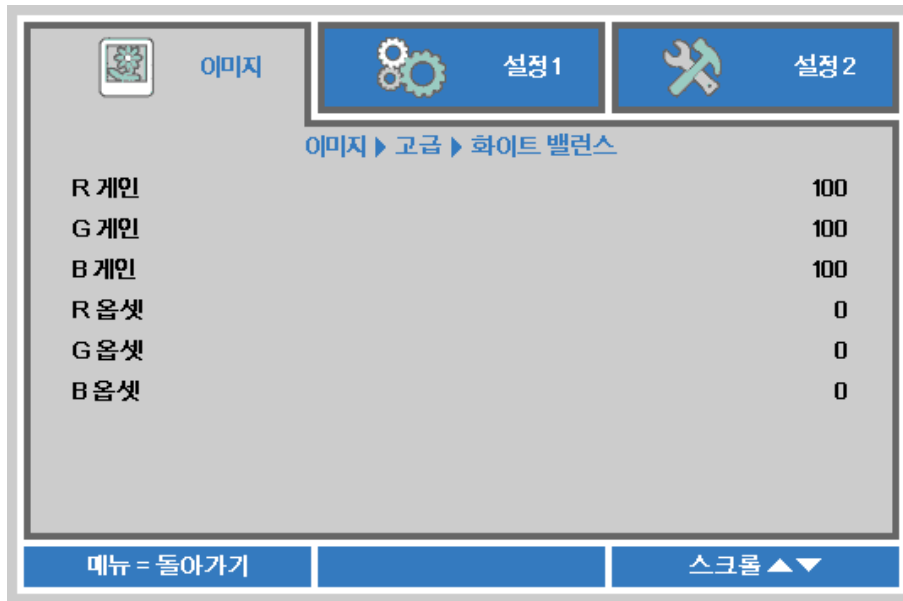 이미지 설정 1 설정 2
이미지 ▶ 고급 ▶ 화이트 밸런스
R 게인 100
G 게인 100
B 게인 100
R 옵셋 0
G 옵셋 0
B 옵셋 0
메뉴 = 돌아가기 스크롤 ▲▼